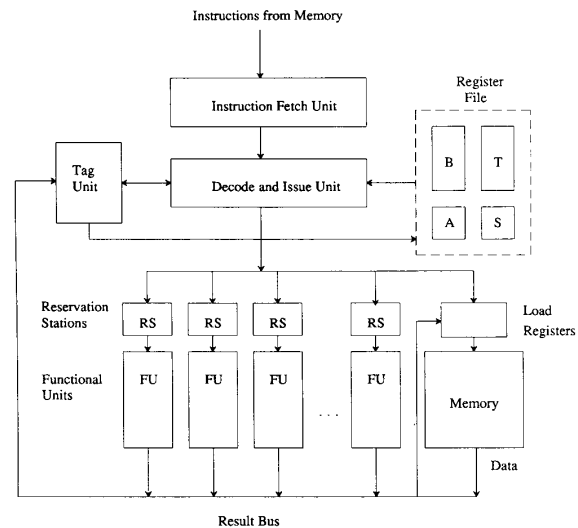 Instructions from Memory
Instruction Fetch Unit
Register
File
B
T
A
S
Tag
Unit
Decode and Issue Unit
Reservation
Stations
RS
RS
RS
RS
Load
Registers
Functional
Units
FU
FU
FU
. . .
FU
Memory
Data
Result Bus